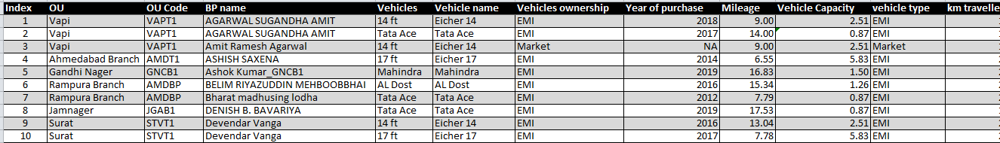 Index OU OU Code BP name Vehicles Vehicle name Vehicles ownership Year of purchase Mileage Vehicle Capacity vehicle type km travelle
1 Vapi VAPT1 AGARWAL SUGANDHA AMIT 14 ft Eicher 14 EMI 2018 9.00 2.51 EMI
2 Vapi VAPT1 AGARWAL SUGANDHA AMIT Tata Ace Tata Ace EMI 2017 14.00 0.87 EMI
3 Vapi VAPT1 Amit Ramesh Agarwal 14 ft Eicher 14 Market NA 9.00 2.51 Market
4 Ahmedabad Branch AMDT1 ASHISH SAXENA 17 ft Eicher 17 EMI 2014 6.55 5.83 EMI
5 Gandhi Nager GNCB1 Ashok Kumar_GNCB1 Mahindra Mahindra EMI 2019 16.83 1.50 EMI
6 Rampura Branch AMDBP BELIM RIYAZUDDIN MEHBOOBBHAI AL Dost AL Dost EMI 2016 15.34 1.26 EMI
7 Rampura Branch AMDBP Bharat madhusing lodha Tata Ace Tata Ace EMI 2012 7.79 0.87 EMI
8 Jamnager JGAB1 DENISH B. BAVARIYA Tata Ace Tata Ace EMI 2019 17.53 0.87 EMI
9 Surat STVT1 Devendar Vanga 14 ft Eicher 14 EMI 2016 13.04 2.51 EMI
10 Surat STVT1 Devendar Vanga 17 ft Eicher 17 EMI 2017 7.78 5.83 EMI